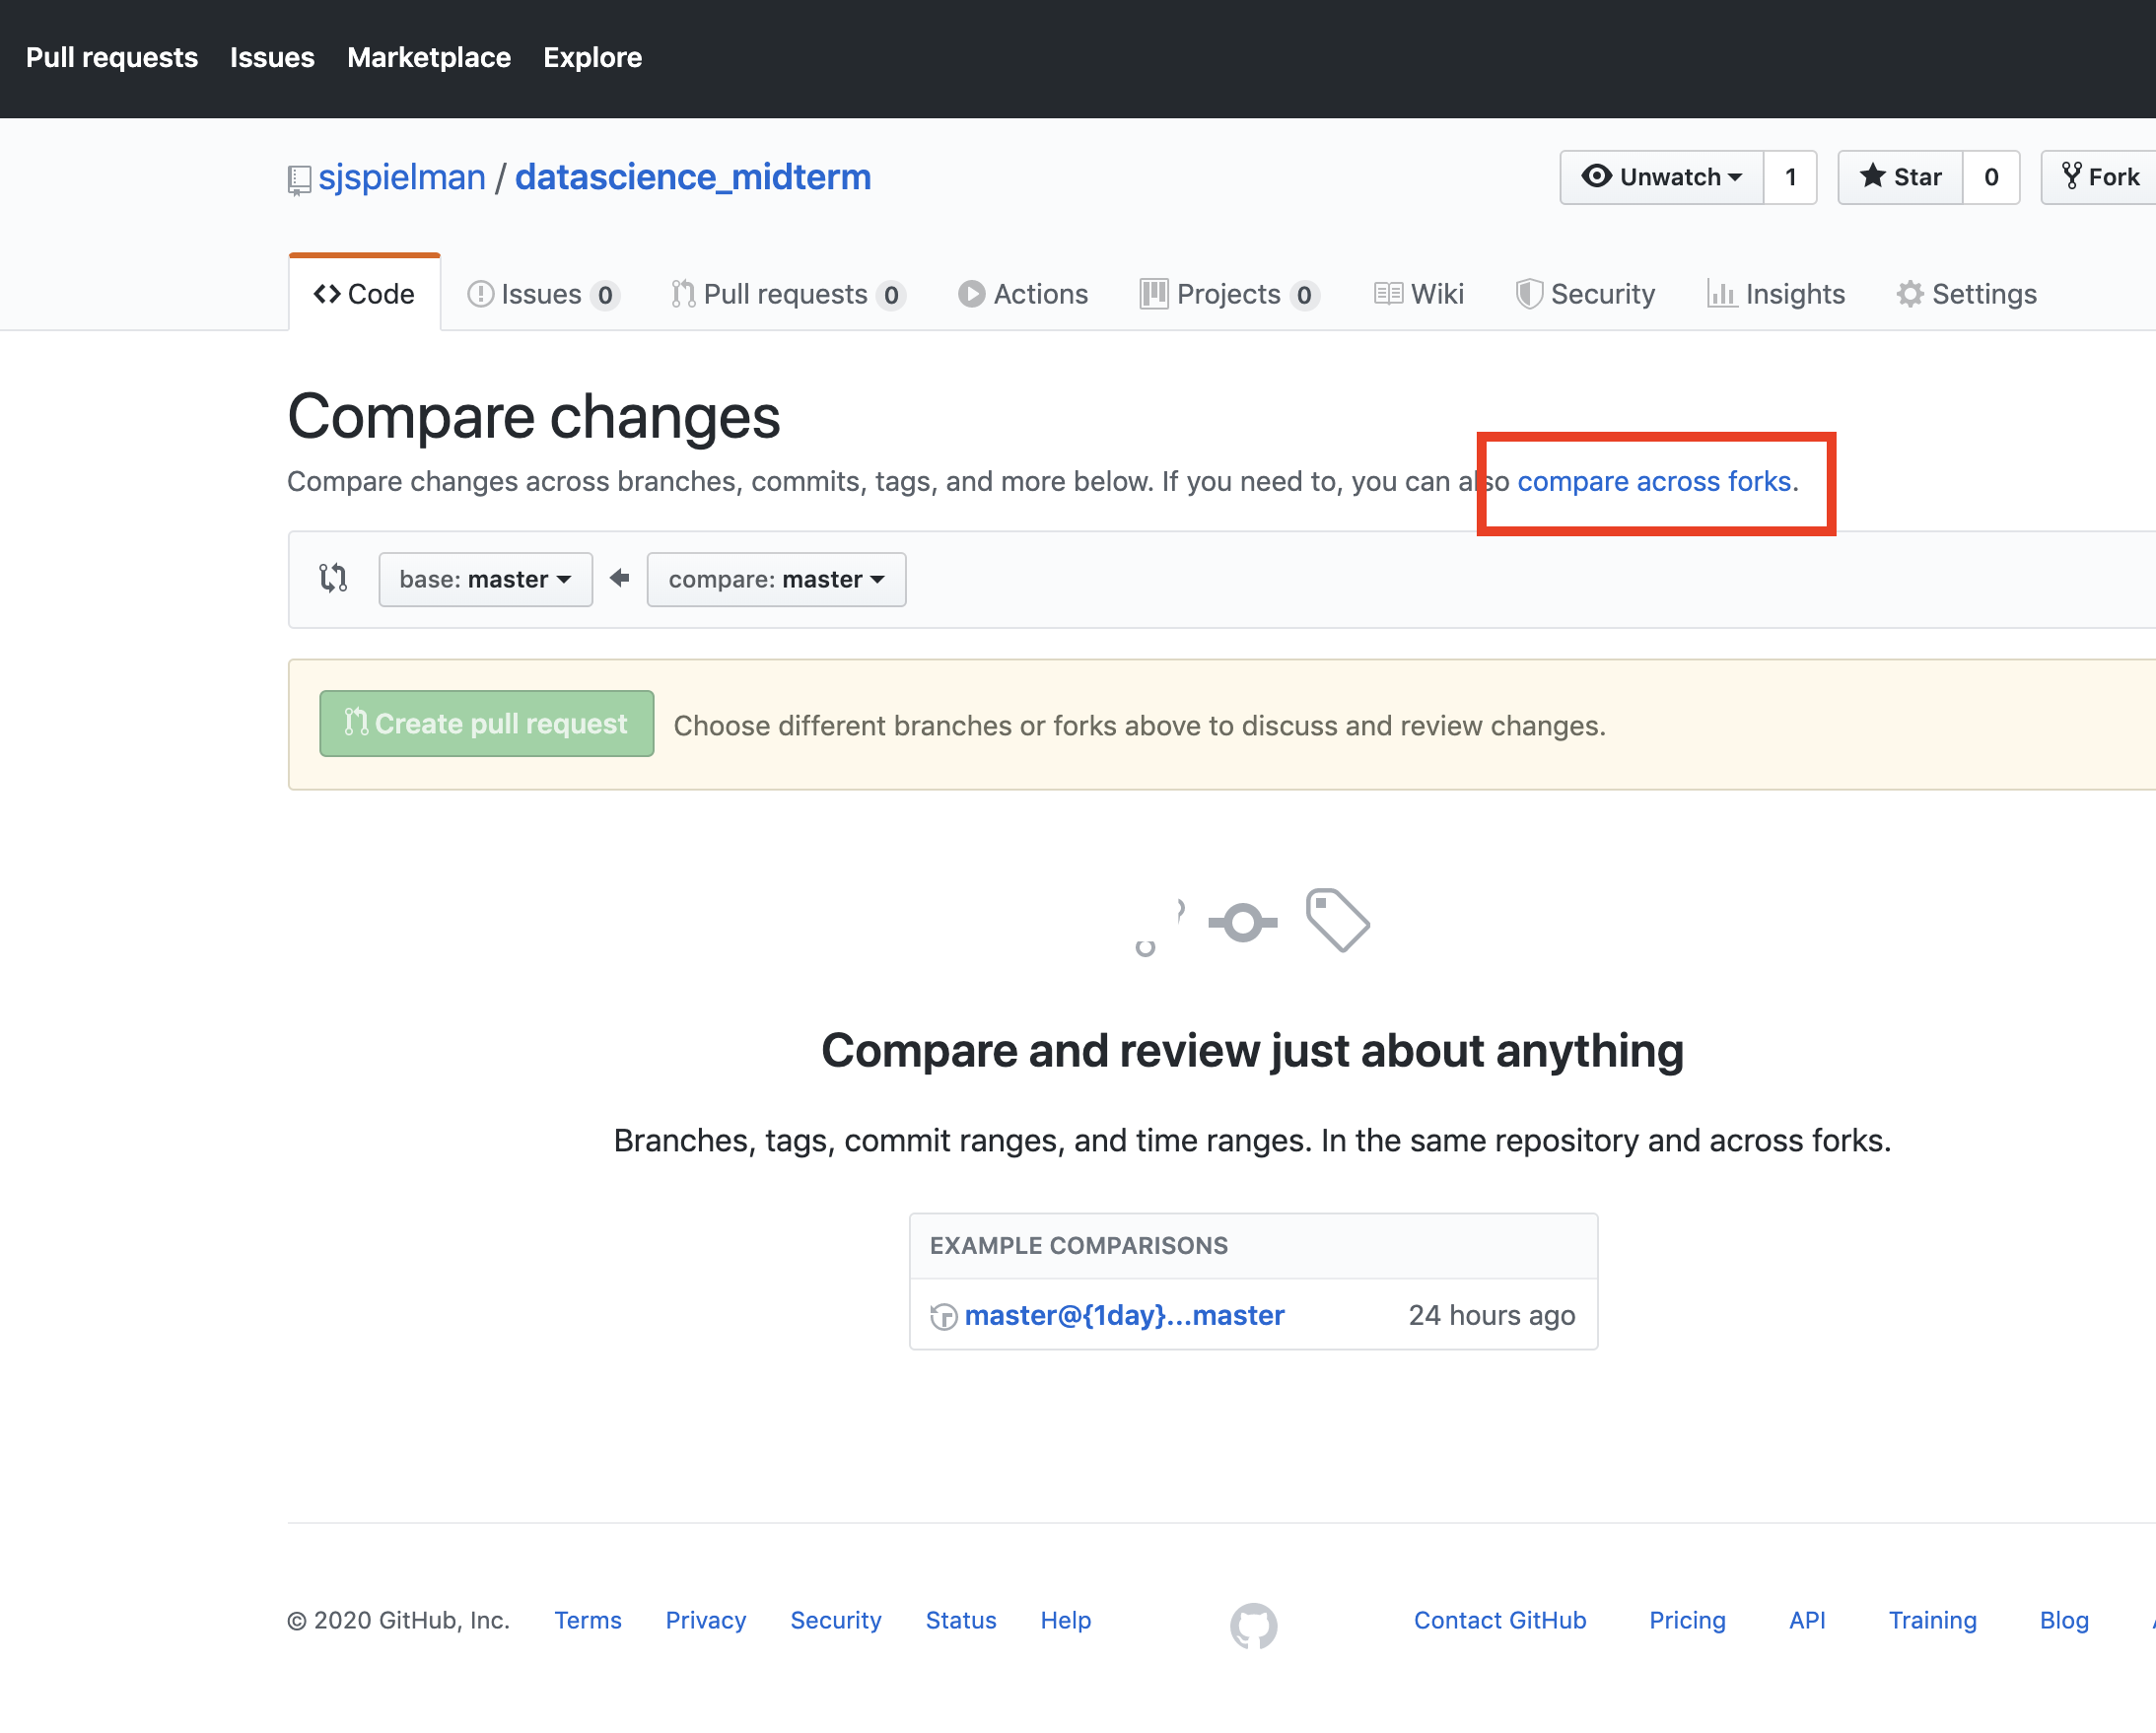 Pull requests Issues Marketplace Explore
sjspielman / datascience_midterm Unwatch 1 Star 0 Fork
Code Issues 0 Pull requests 0 Actions Projects 0 Wiki Security Insights Settings
Compare changes
Compare changes across branches, commits, tags, and more below. If you need to, you can also compare across forks.
base: master compare: master
Create pull request Choose different branches or forks above to discuss and review changes.
Compare and review just about anything
Branches, tags, commit ranges, and time ranges. In the same repository and across forks.
EXAMPLE COMPARISONS
master@{1day}...master 24 hours ago
© 2020 GitHub, Inc. Terms Privacy Security Status Help Contact GitHub Pricing API Training Blog